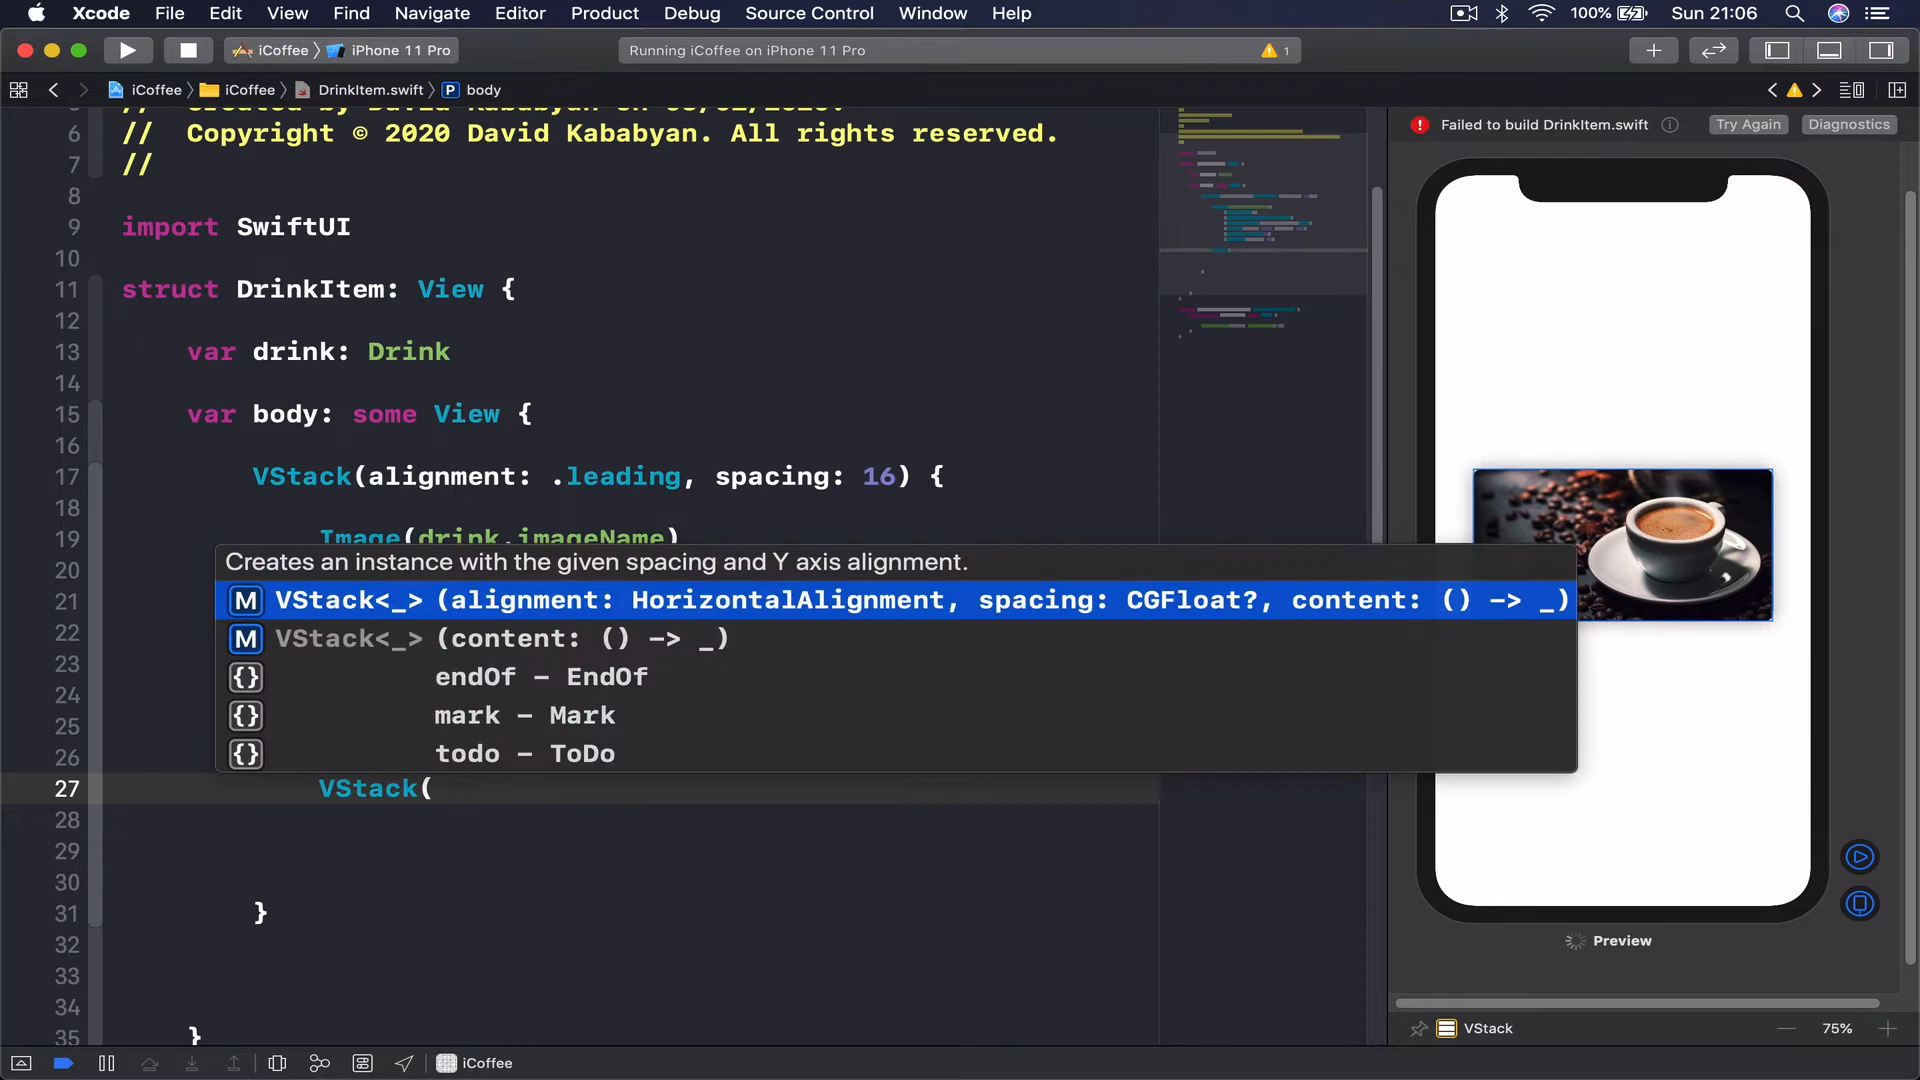 Xcode File Edit View Find Navigate Editor Product Debug Source Control Window Help 100% Sun 21:06
iCoffee iPhone 11 Pro
Running iCoffee on iPhone 11 Pro
1
iCoffee iCoffee DrinkItem.swift P body
Failed to build DrinkItem.swift Try Again Diagnostics
6 // Copyright © 2020 David Kababyan. All rights reserved.
7 //
8
9 import SwiftUI
10
11 struct DrinkItem: View {
12
13 var drink: Drink
14
15 var body: some View {
16
17 VStack(alignment: .leading, spacing: 16) {
18
19 Image(drink.imageName)
20
21
22
23
24
25
26
Creates an instance with the given spacing and Y axis alignment.
M VStack<_> (alignment: HorizontalAlignment, spacing: CGFloat?, content: () -> _)
M VStack<_> (content: () -> _)
{} endOf - EndOf
{} mark - Mark
{} todo - ToDo
27 VStack(
28
29
30
31 }
32
33
34
35 }
Preview
VStack
75%
iCoffee